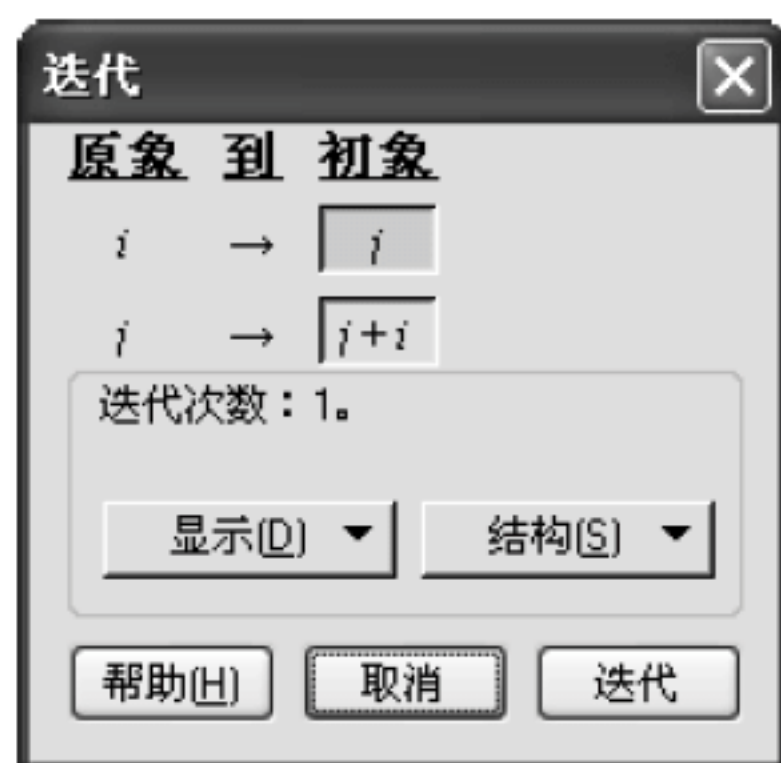 迭代
原象 到 初象
i → j
j → j+i
迭代次数：1。
显示(D) 结构(S)
帮助(H) 取消 迭代